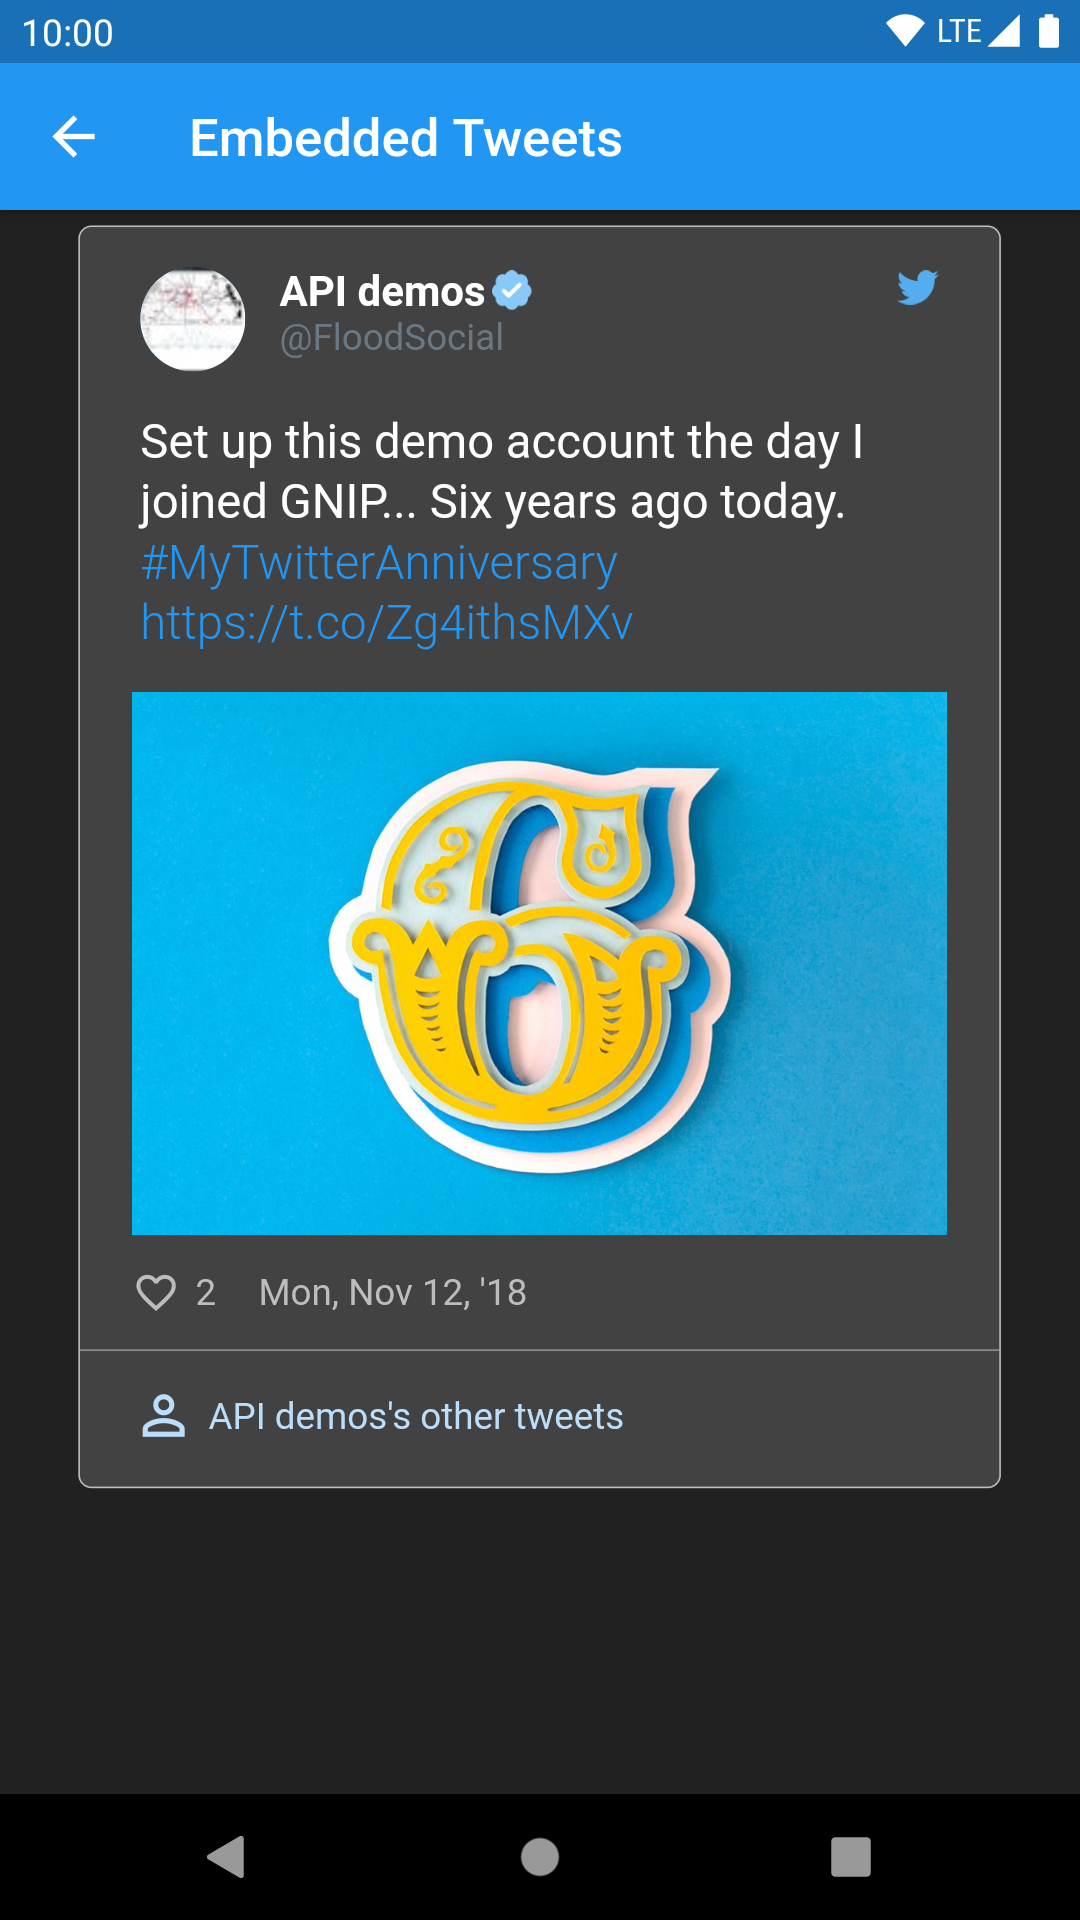 10:00
LTE
Embedded Tweets
API demos
@FloodSocial
Set up this demo account the day I
joined GNIP... Six years ago today.
#MyTwitterAnniversary
https://t.co/Zg4ithsMXv
6
2
Mon, Nov 12, '18
API demos's other tweets